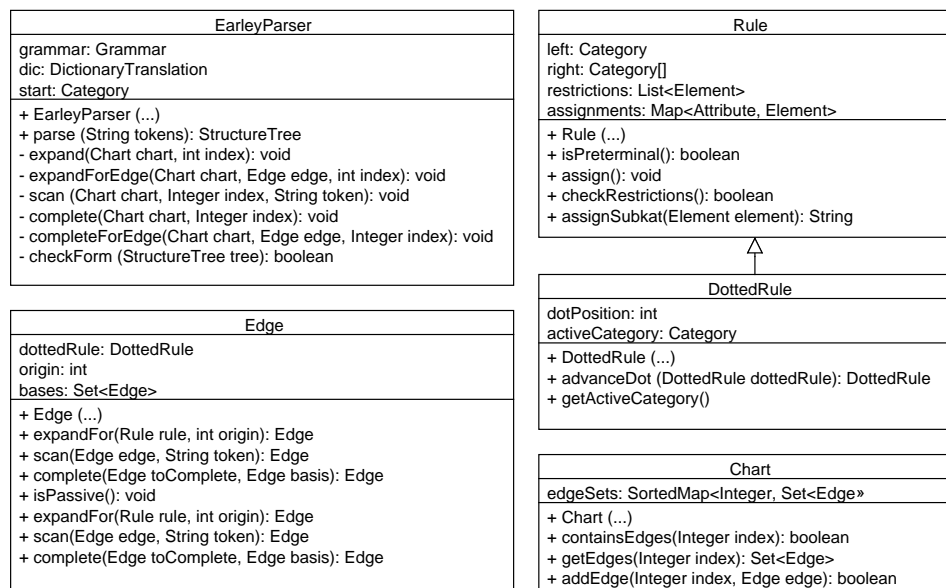 EarleyParser
grammar: Grammar
dic: DictionaryTranslation
start: Category
+ EarleyParser (...)
+ parse (String tokens): StructureTree
- expand(Chart chart, int index): void
- expandForEdge(Chart chart, Edge edge, int index): void
- scan (Chart chart, Integer index, String token): void
- complete(Chart chart, Integer index): void
- completeForEdge(Chart chart, Edge edge, Integer index): void
- checkForm (StructureTree tree): boolean
Edge
dottedRule: DottedRule
origin: int
bases: Set<Edge>
+ Edge (...)
+ expandFor(Rule rule, int origin): Edge
+ scan(Edge edge, String token): Edge
+ complete(Edge toComplete, Edge basis): Edge
+ isPassive(): void
+ expandFor(Rule rule, int origin): Edge
+ scan(Edge edge, String token): Edge
+ complete(Edge toComplete, Edge basis): Edge
Rule
left: Category
right: Category[]
restrictions: List<Element>
assignments: Map<Attribute, Element>
+ Rule (...)
+ isPreterminal(): boolean
+ assign(): void
+ checkRestrictions(): boolean
+ assignSubkat(Element element): String
DottedRule
dotPosition: int
activeCategory: Category
+ DottedRule (...)
+ advanceDot (DottedRule dottedRule): DottedRule
+ getActiveCategory()
Chart
edgeSets: SortedMap<Integer, Set<Edge»
+ Chart (...)
+ containsEdges(Integer index): boolean
+ getEdges(Integer index): Set<Edge>
+ addEdge(Integer index, Edge edge): boolean